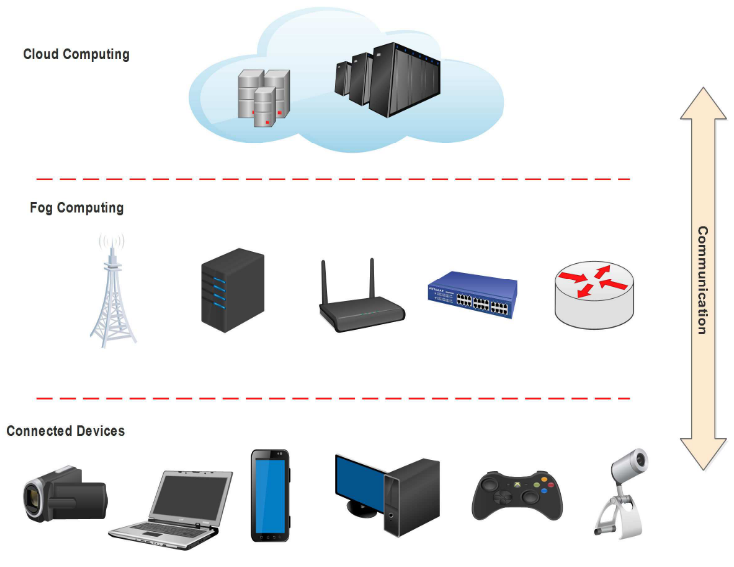 Cloud Computing
Fog Computing
Communication
Connected Devices